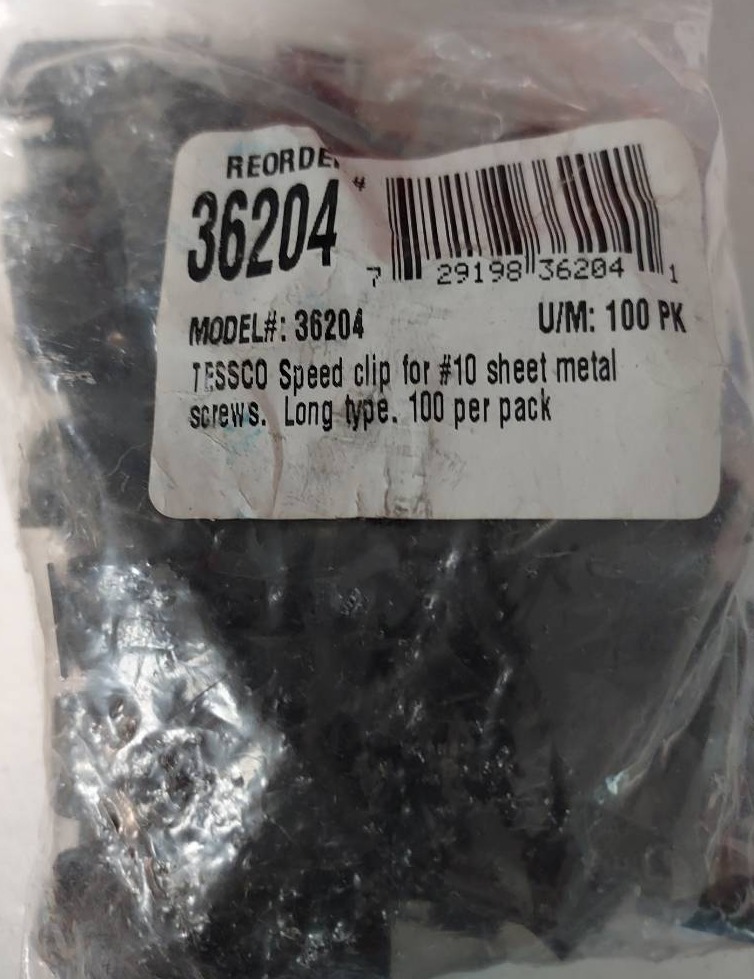 REORDER #
36204
7 29198 36204 1
MODEL#: 36204 U/M: 100 PK
TESSCO Speed clip for #10 sheet metal
screws. Long type. 100 per pack